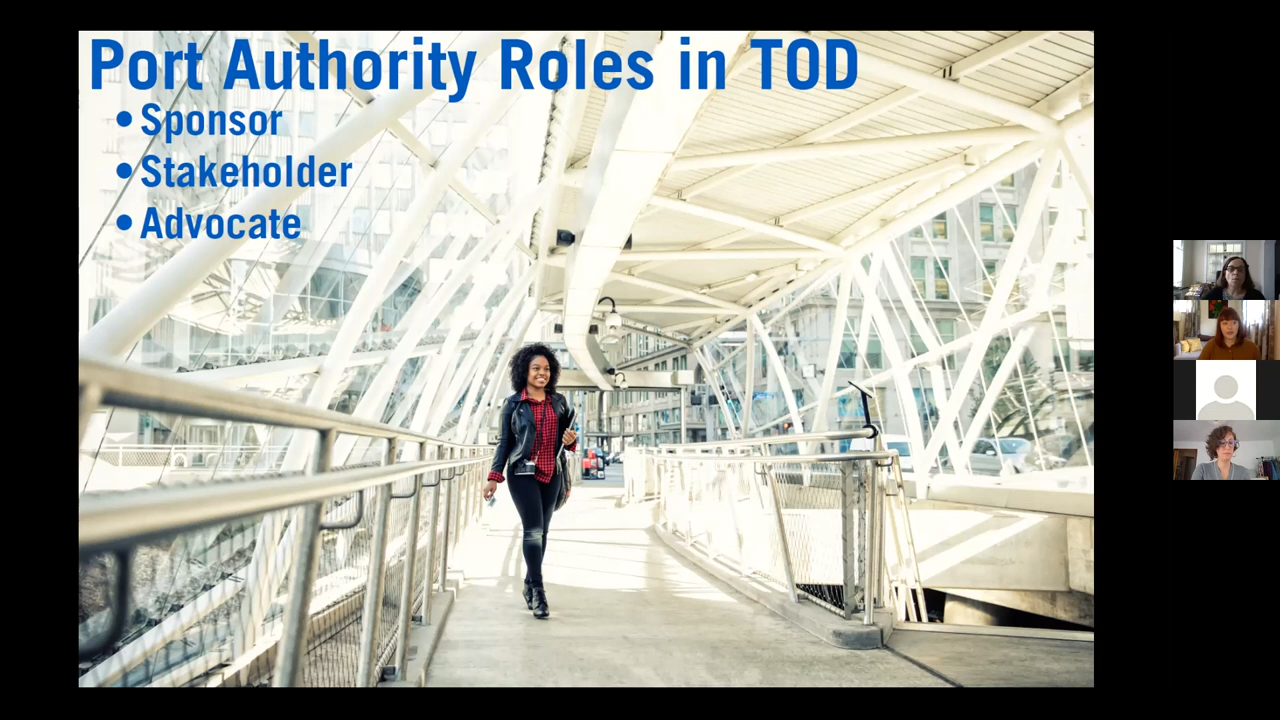 Port Authority Roles in TOD
• Sponsor
• Stakeholder
• Advocate